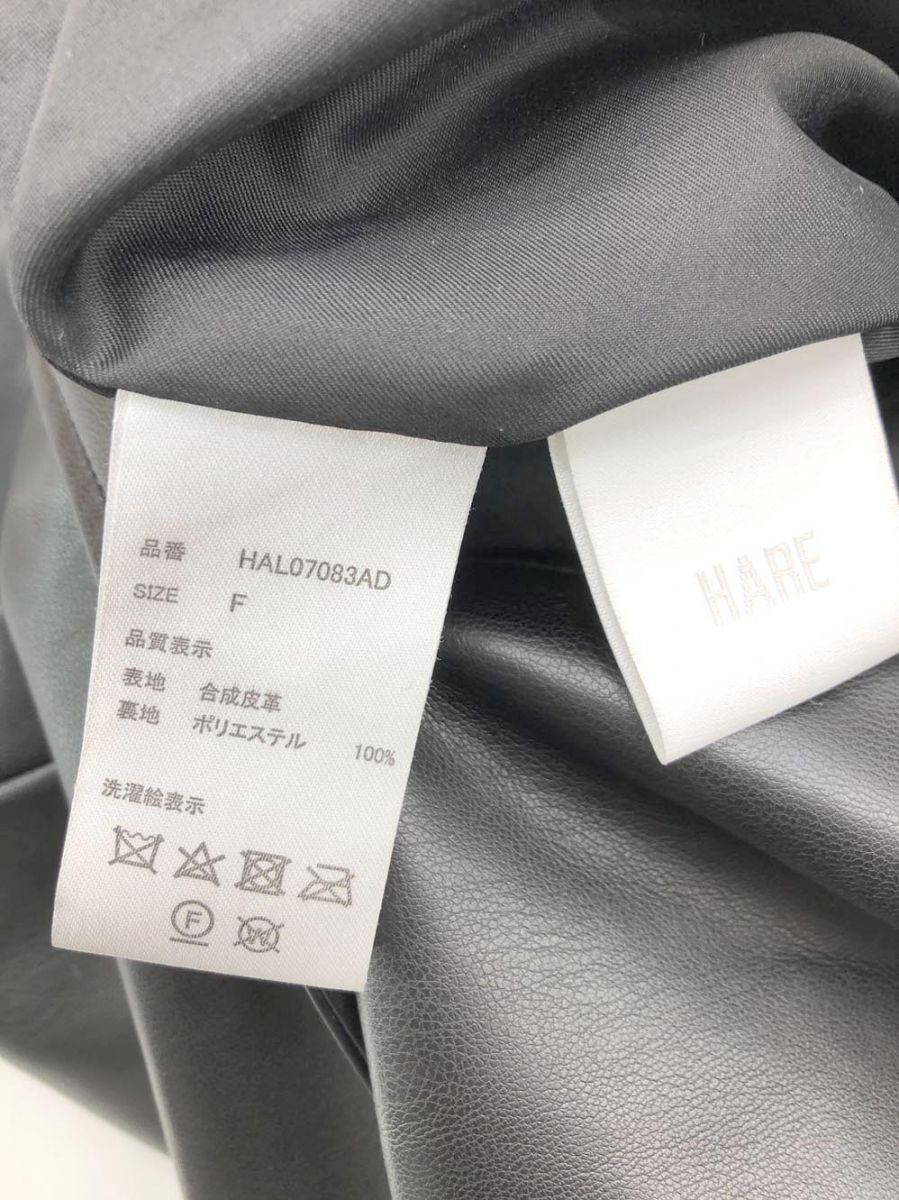 品番 HAL07083AD
SIZE F
品質表示
表地 合成皮革
裏地 ポリエステル 100%
洗濯絵表示
F
W
HARE